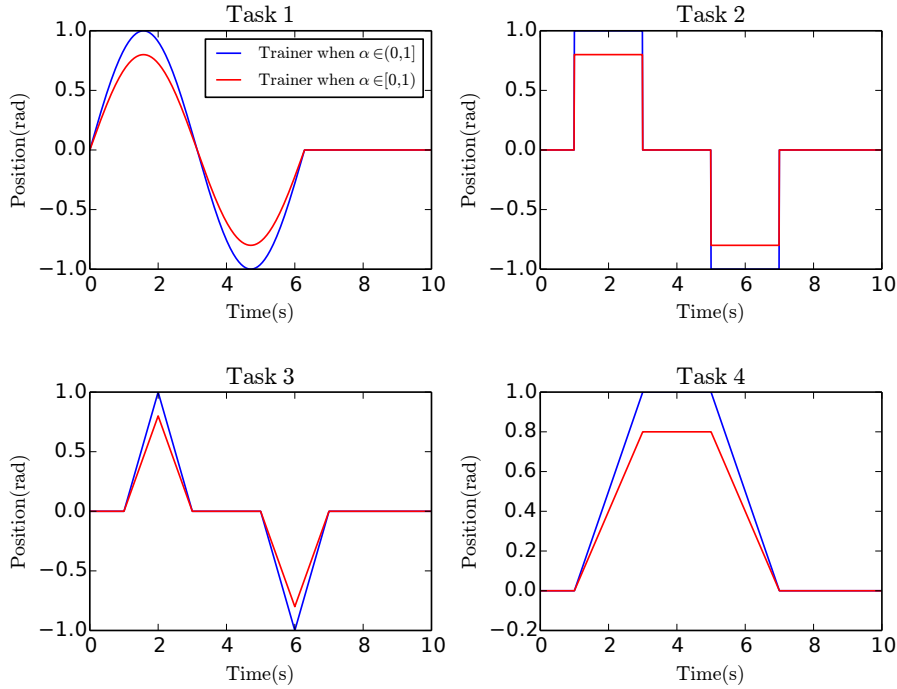 Task 1
1.0
0.5
0.0
−0.5
−1.0
0 2 4 6 8 10
Position(rad)
Time(s)
Trainer when α∈(0,1]
Trainer when α∈[0,1)
Task 2
1.0
0.5
0.0
−0.5
−1.0
0 2 4 6 8 10
Position(rad)
Time(s)
Task 3
1.0
0.5
0.0
−0.5
−1.0
0 2 4 6 8 10
Position(rad)
Time(s)
Task 4
1.0
0.8
0.6
0.4
0.2
0.0
−0.2
0 2 4 6 8 10
Position(rad)
Time(s)